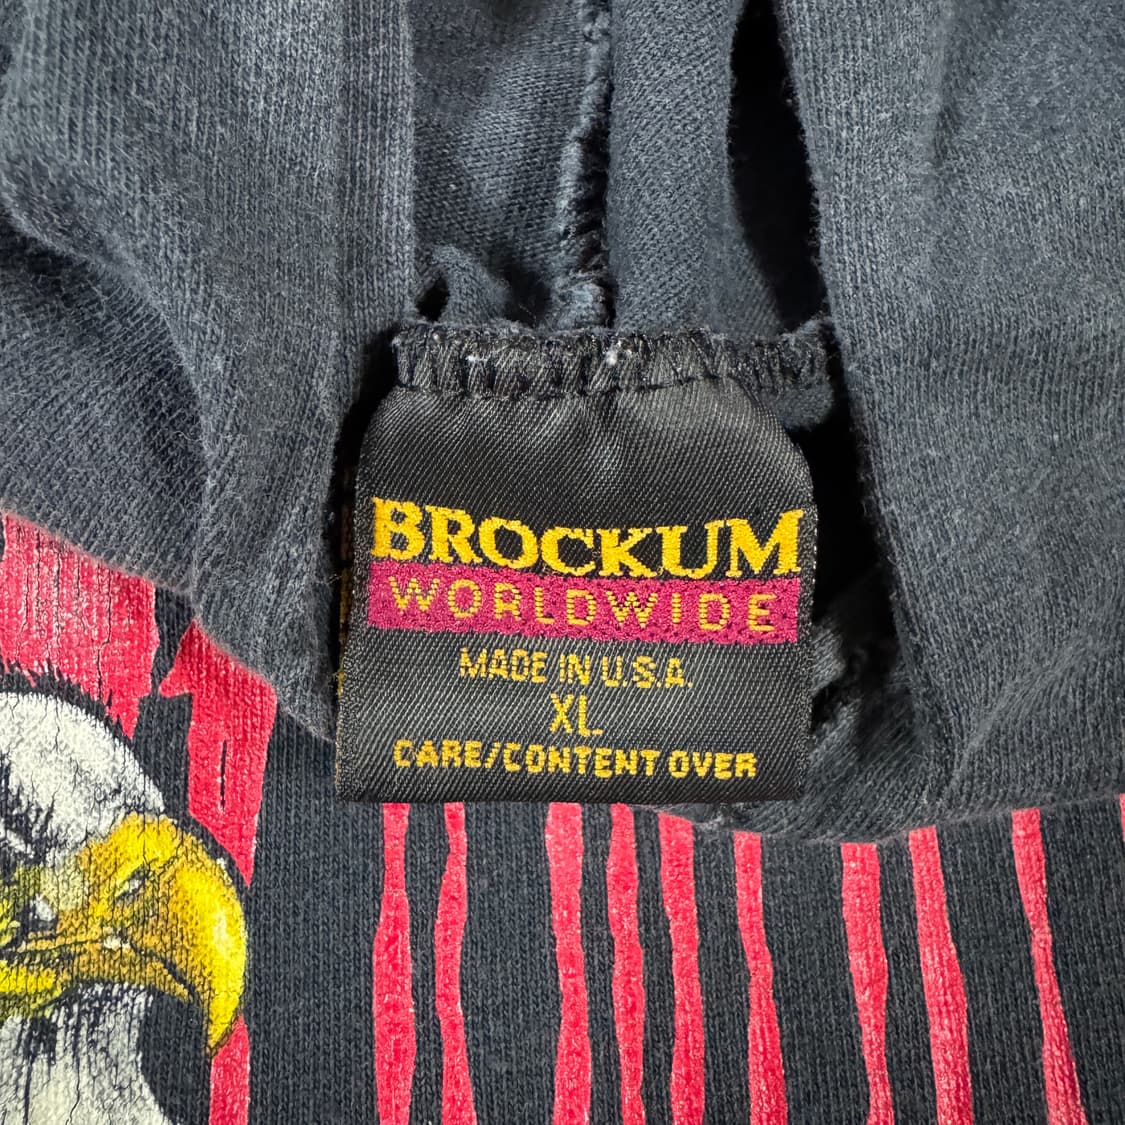 BROCKUM
WORLDWIDE
MADE IN U.S.A.
XL
CARE/CONTENT OVER